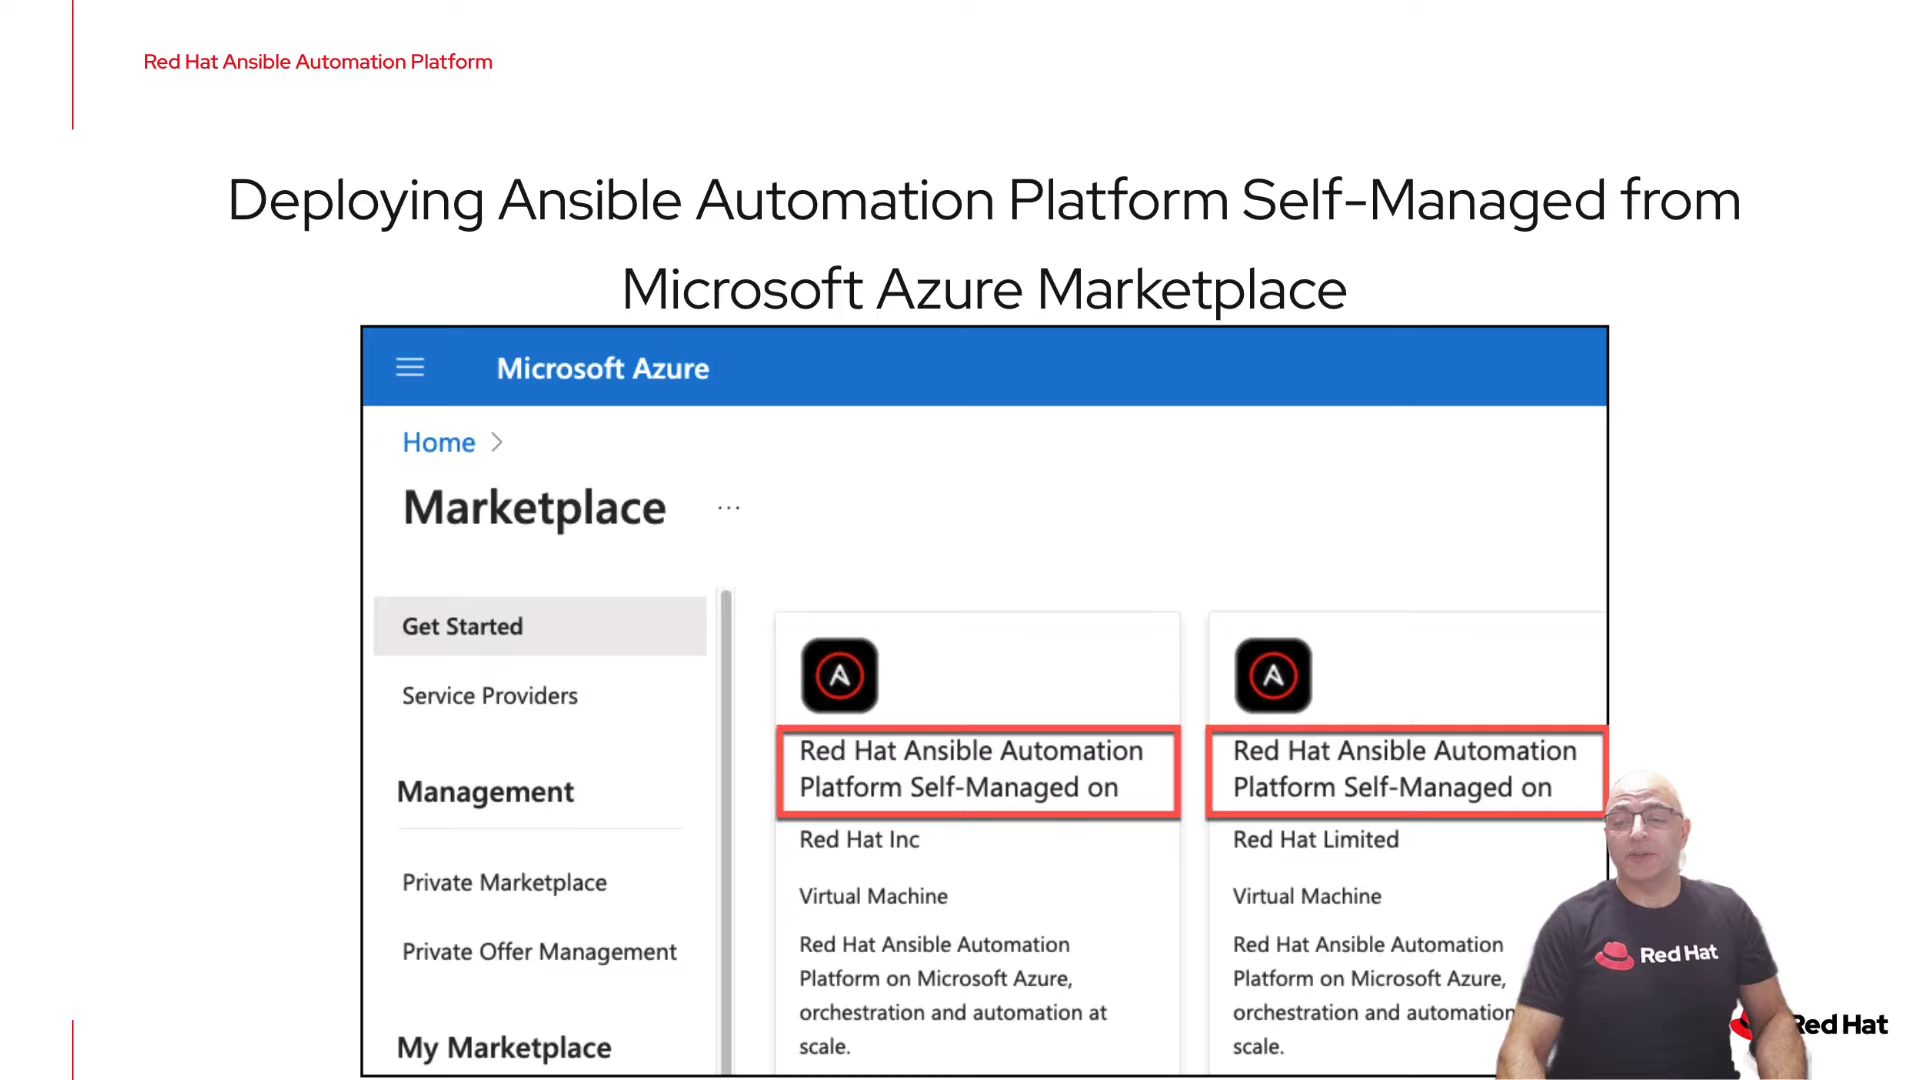 Red Hat Ansible Automation Platform
Deploying Ansible Automation Platform Self-Managed from
Microsoft Azure Marketplace
Microsoft Azure
Home
Marketplace ...
Get Started
Service Providers
Management
Private Marketplace
Private Offer Management
My Marketplace
Red Hat Ansible Automation
Platform Self-Managed on
Red Hat Inc
Virtual Machine
Red Hat Ansible Automation
Platform on Microsoft Azure,
orchestration and automation at
scale.
Red Hat Ansible Automation
Platform Self-Managed on
Red Hat Limited
Virtual Machine
Red Hat Ansible Automation
Platform on Microsoft Azure,
orchestration and automation
scale.
Red Hat
Red Hat